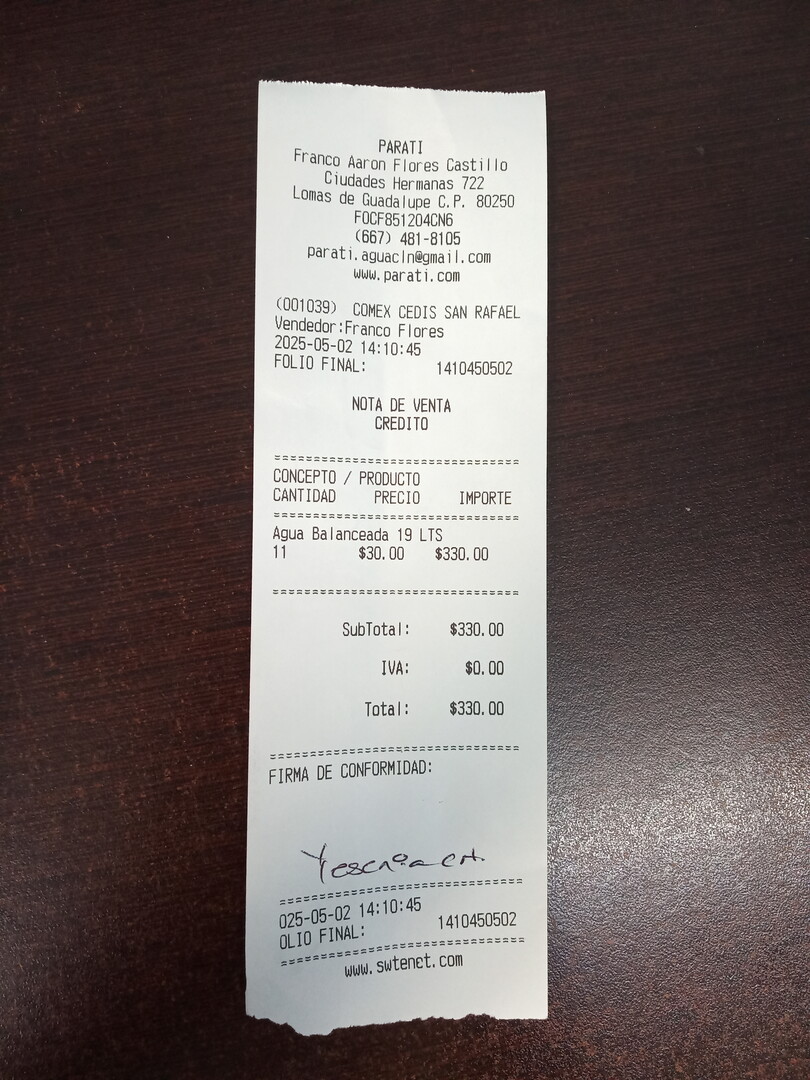 PARATI
Franco Aaron Flores Castillo
Ciudades Hermanas 722
Lomas de Guadalupe C.P. 80250
FOCF851204CN6
(667) 481-8105
parati.aguacln@gmail.com
www.parati.com
(001039) COMEX CEDIS SAN RAFAEL
Vendedor:Franco Flores
2025-05-02 14:10:45
FOLIO FINAL: 1410450502
NOTA DE VENTA
CREDITO
================================
CONCEPTO / PRODUCTO
CANTIDAD PRECIO IMPORTE
================================
Agua Balanceada 19 LTS
11 $30.00 $330.00
================================
SubTotal: $330.00
IVA: $0.00
Total: $330.00
================================
FIRMA DE CONFORMIDAD:
================================
025-05-02 14:10:45
OLIO FINAL: 1410450502
================================
www.swtenet.com